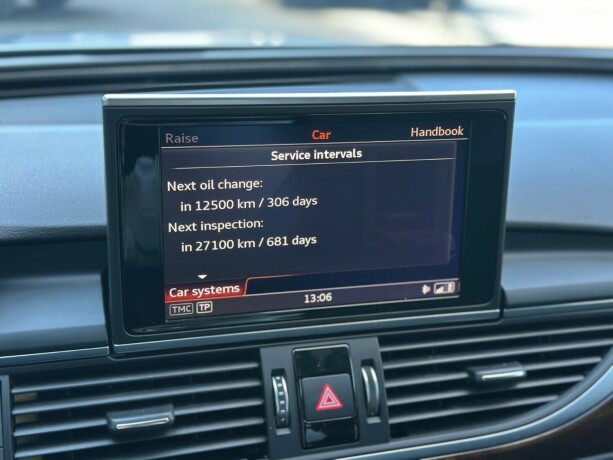 Raise
Car
Handbook
Service intervals
Next oil change:
in 12500 km / 306 days
Next inspection:
in 27100 km / 681 days
Car systems
TMC TP
13:06